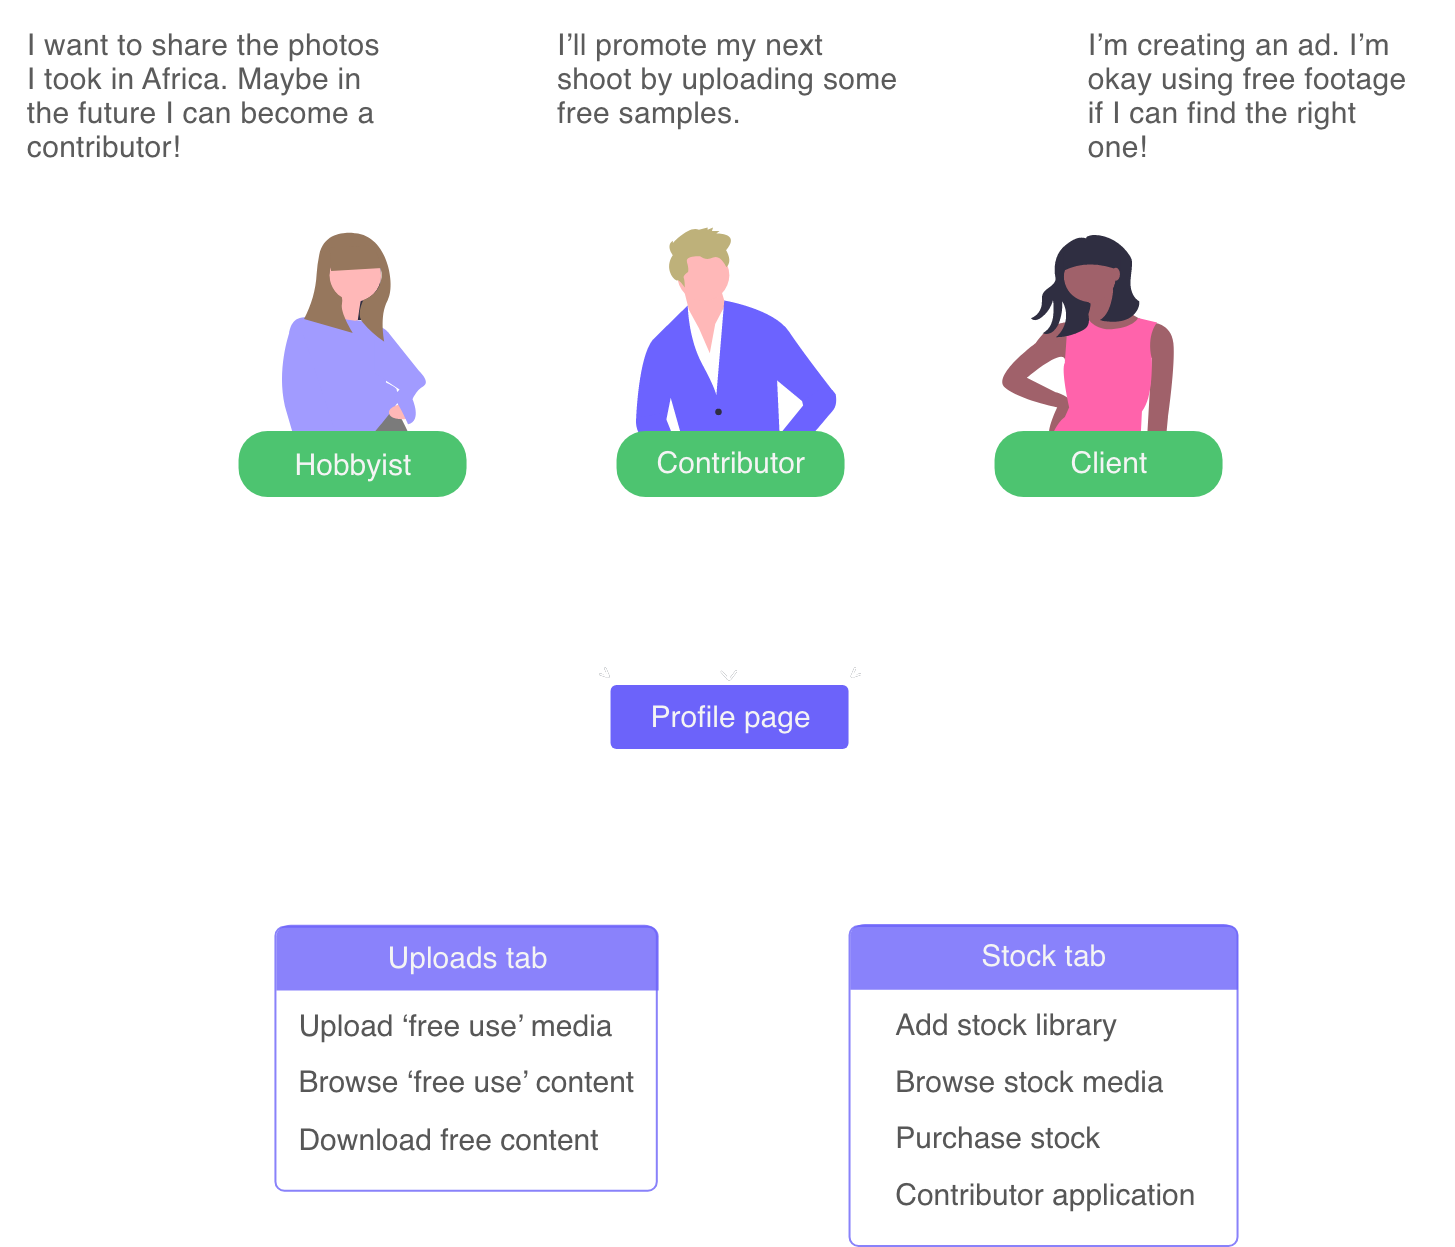 I want to share the photos
I took in Africa. Maybe in
the future I can become a
contributor!
I’ll promote my next
shoot by uploading some
free samples.
I’m creating an ad. I’m
okay using free footage
if I can find the right
one!
Hobbyist
Contributor
Client
Profile page
Uploads tab
Upload ‘free use’ media
Browse ‘free use’ content
Download free content
Stock tab
Add stock library
Browse stock media
Purchase stock
Contributor application